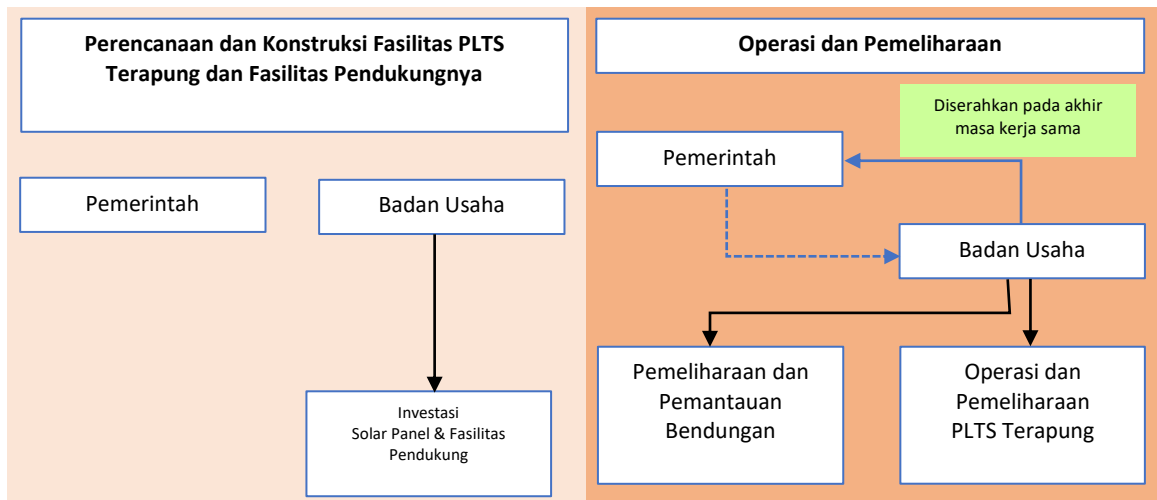 Perencanaan dan Konstruksi Fasilitas PLTS
Terapung dan Fasilitas Pendukungnya
Pemerintah
Badan Usaha
Investasi
Solar Panel & Fasilitas
Pendukung
Operasi dan Pemeliharaan
Diserahkan pada akhir
masa kerja sama
Pemerintah
Badan Usaha
Pemeliharaan dan
Pemantauan
Bendungan
Operasi dan
Pemeliharaan
PLTS Terapung